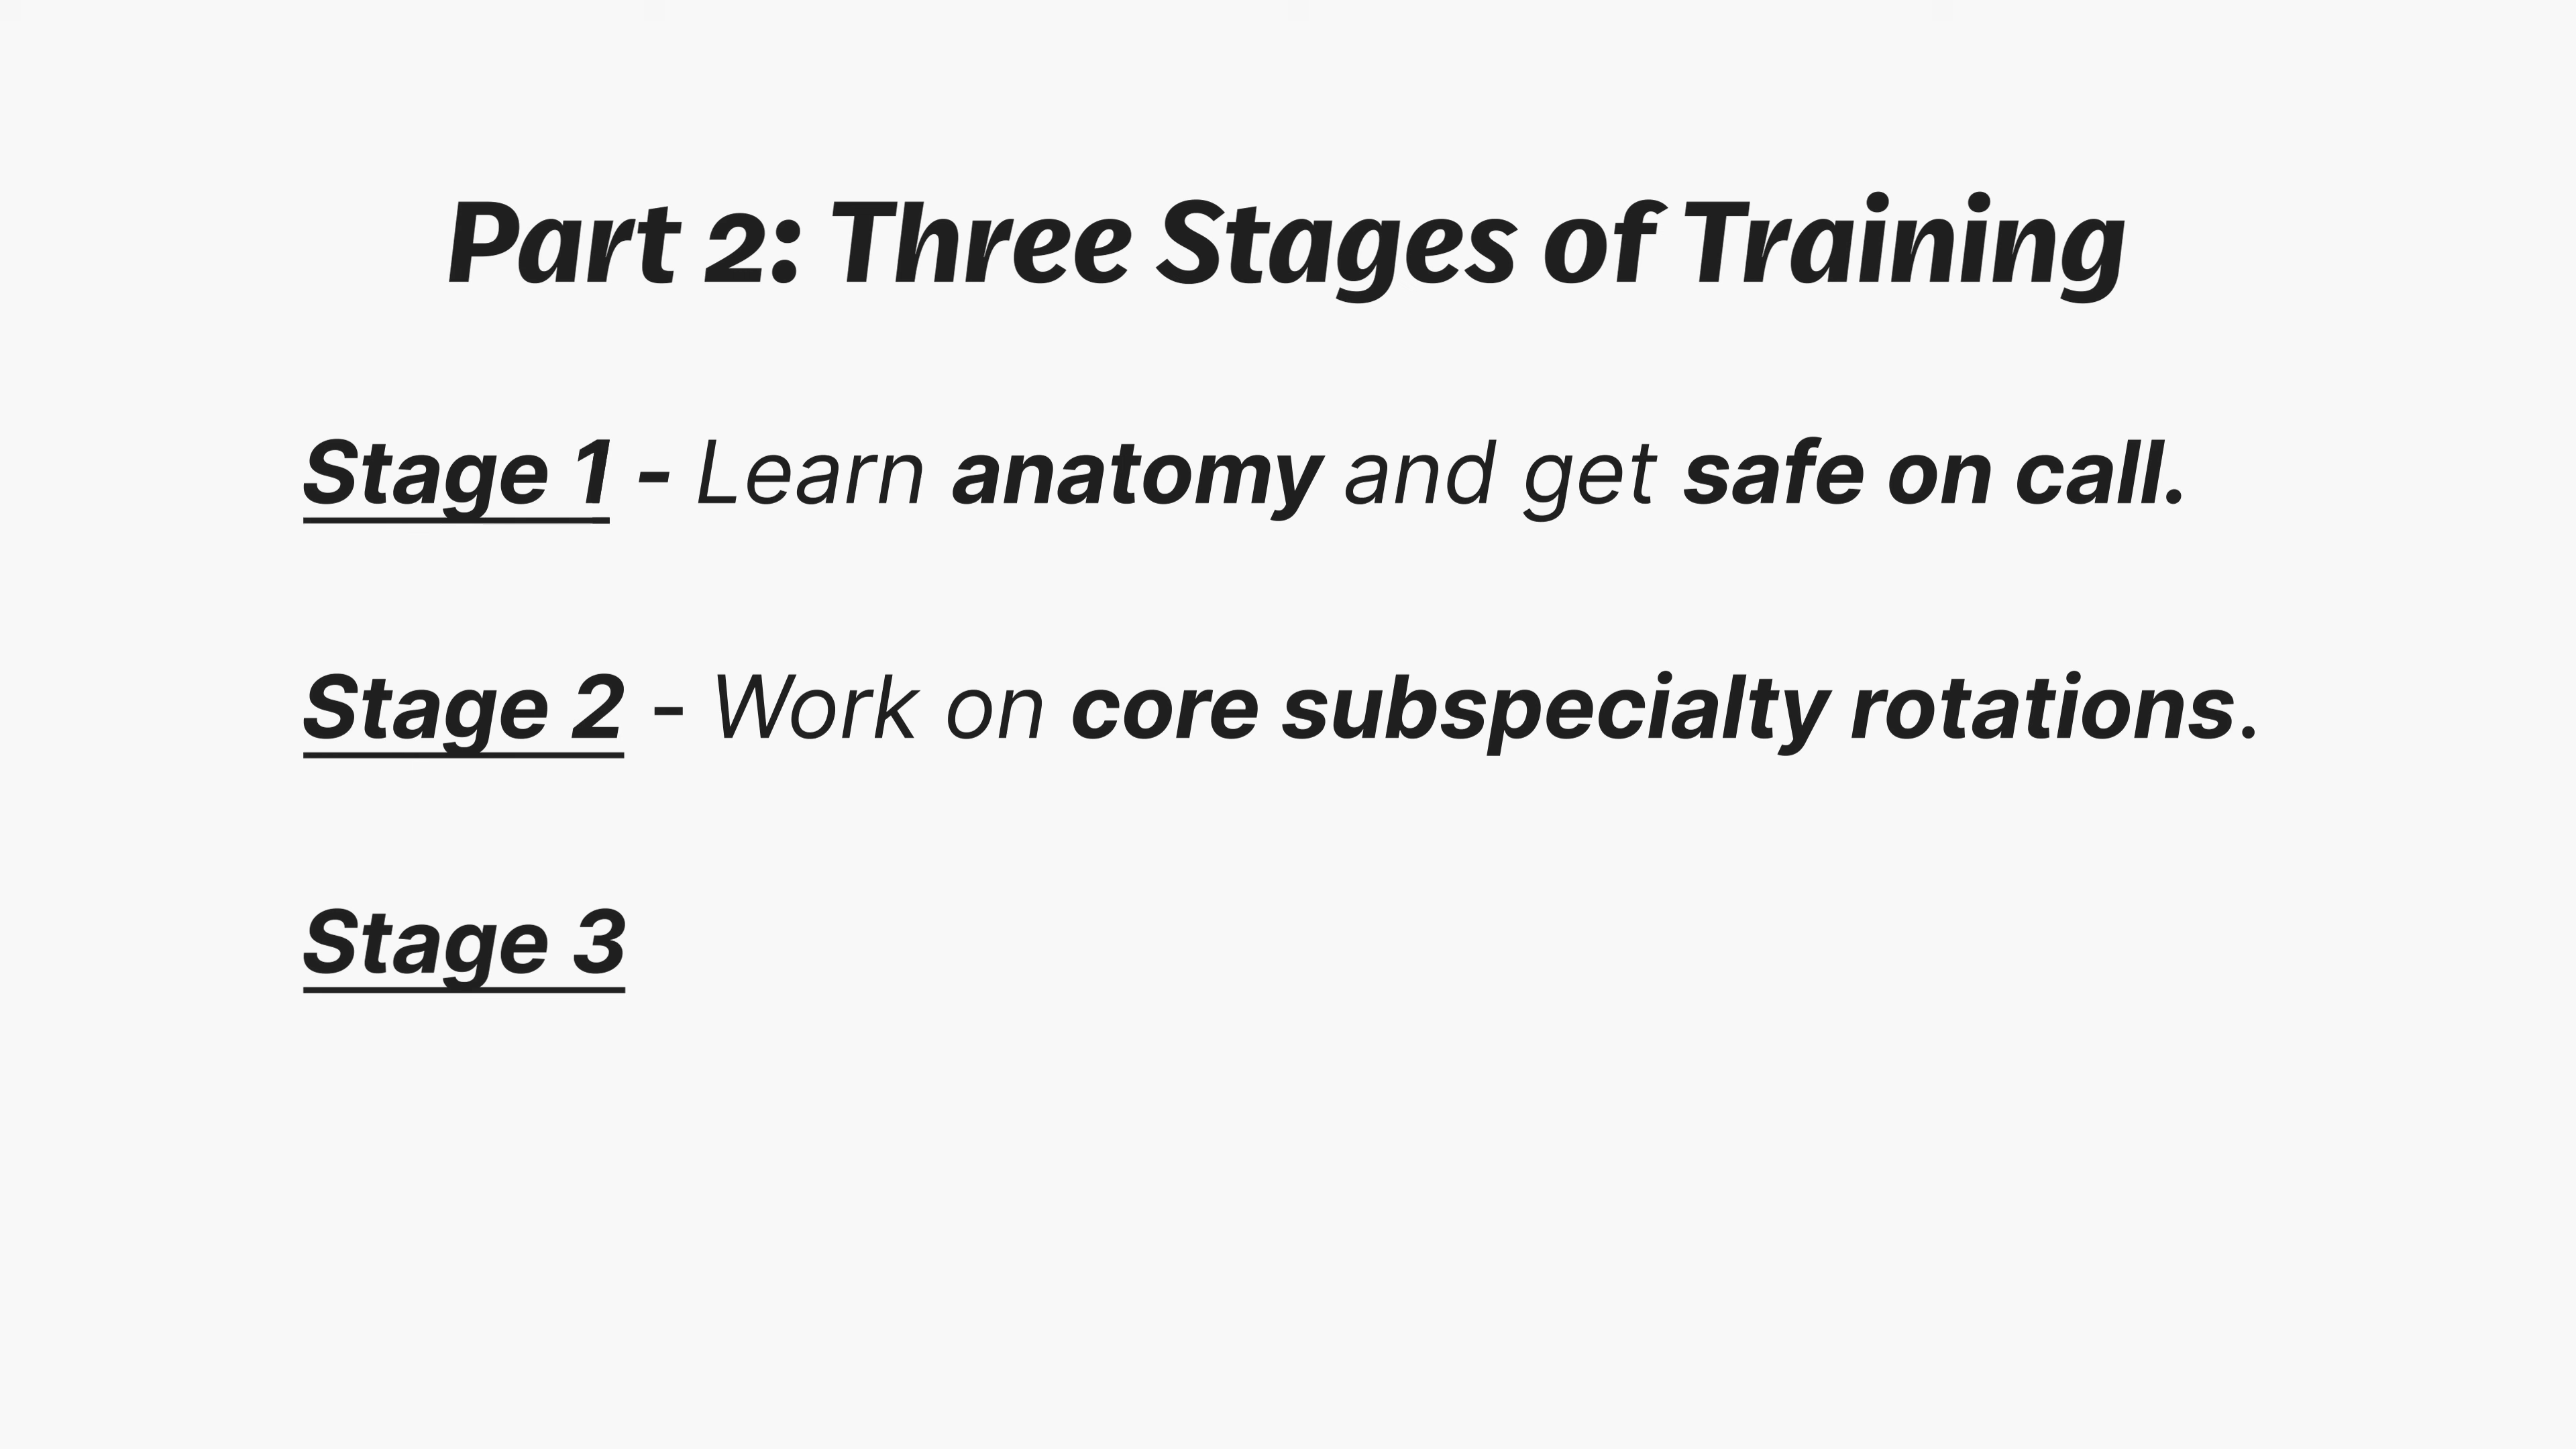 Part 2: Three Stages of Training
Stage 1 - Learn anatomy and get safe on call.
Stage 2 - Work on core subspecialty rotations.
Stage 3